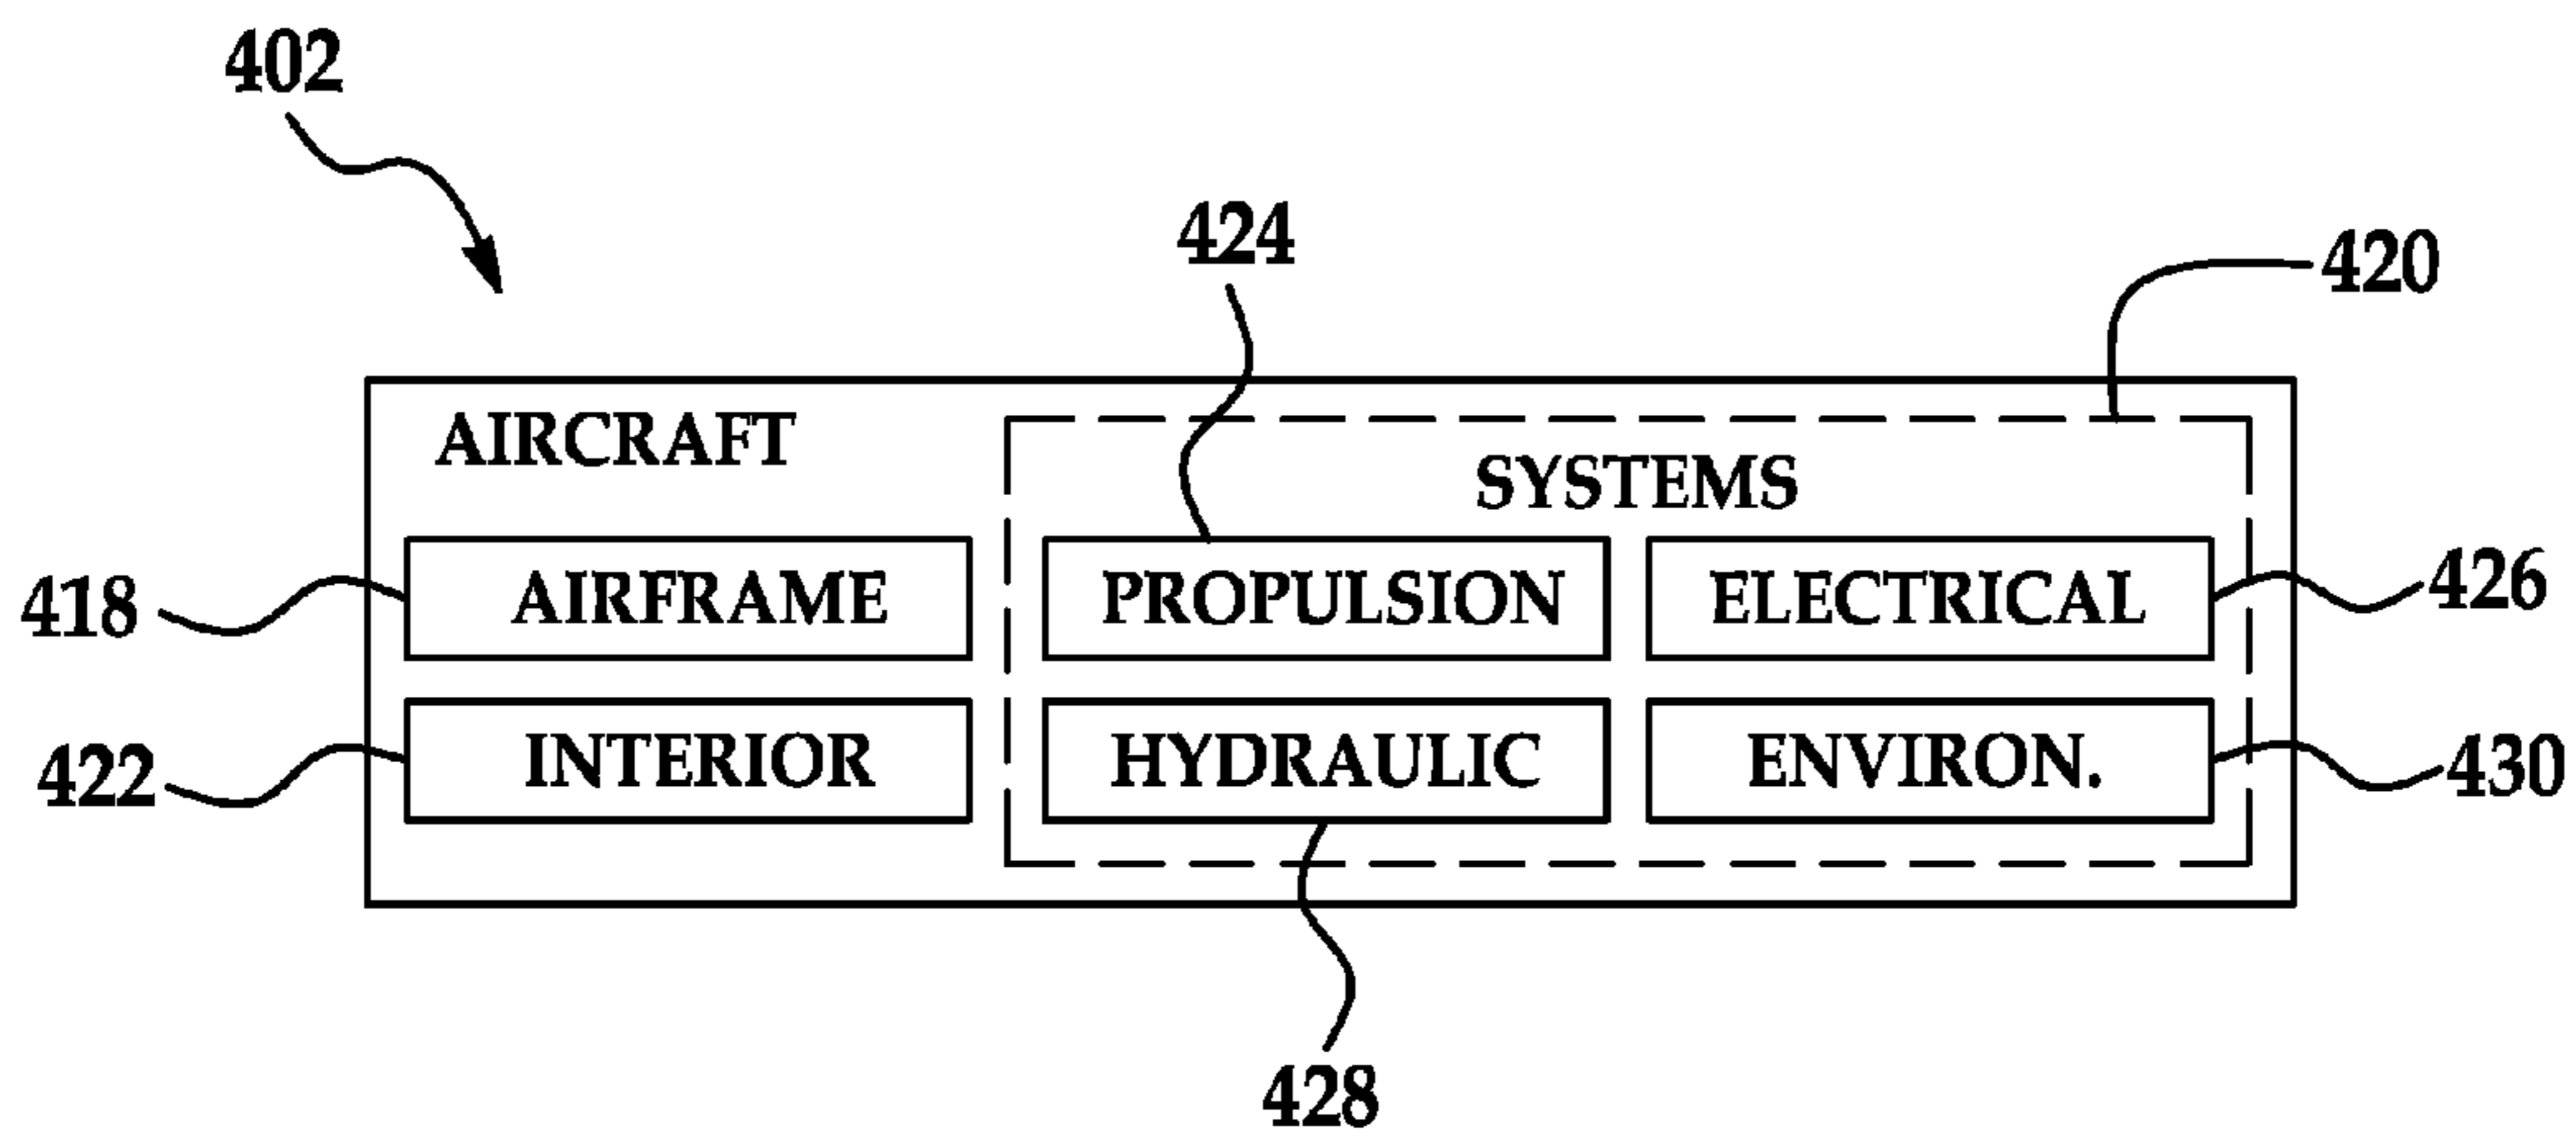 402
424
420
AIRCRAFT
SYSTEMS
418
AIRFRAME
PROPULSION
ELECTRICAL
426
422
INTERIOR
HYDRAULIC
ENVIRON.
430
428